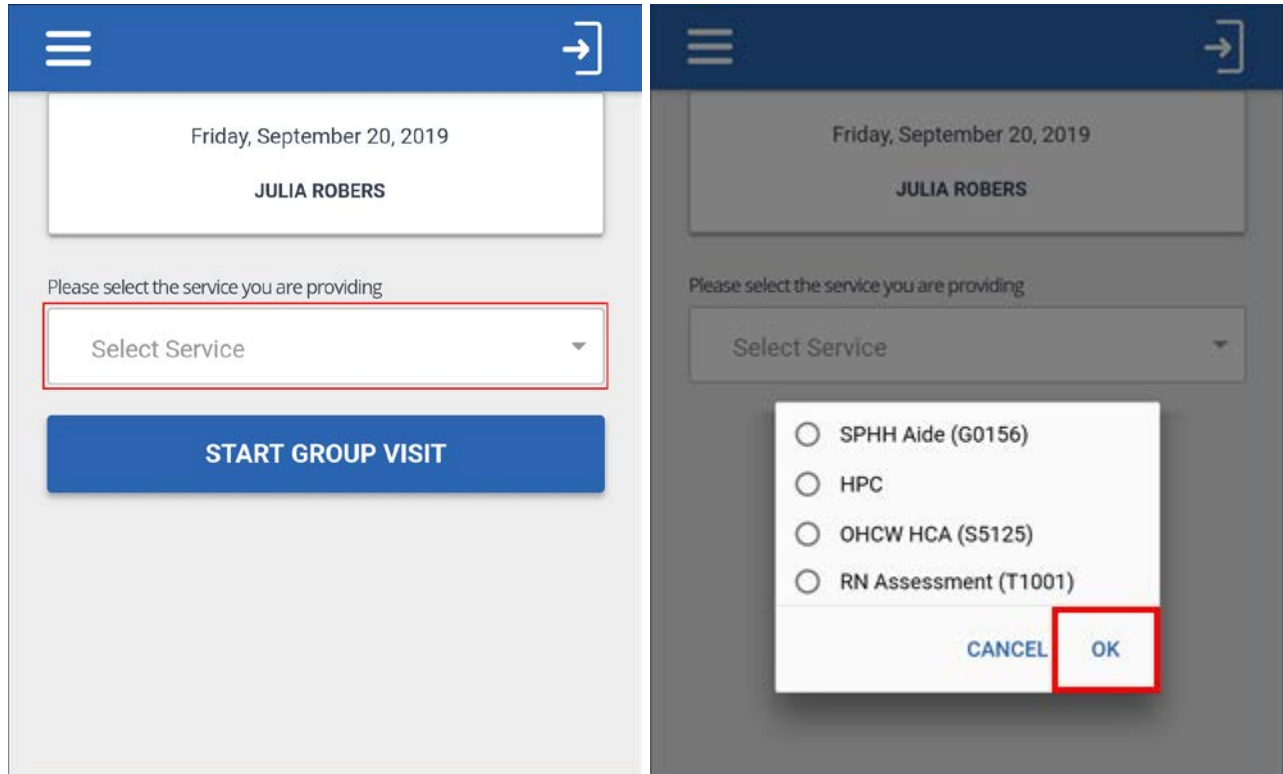 Friday, September 20, 2019
JULIA ROBERS
Please select the service you are providing
Select Service
START GROUP VISIT
Friday, September 20, 2019
JULIA ROBERS
Please select the service you are providing
Select Service
SPHH Aide (G0156)
HPC
OHCW HCA (S5125)
RN Assessment (T1001)
CANCEL OK